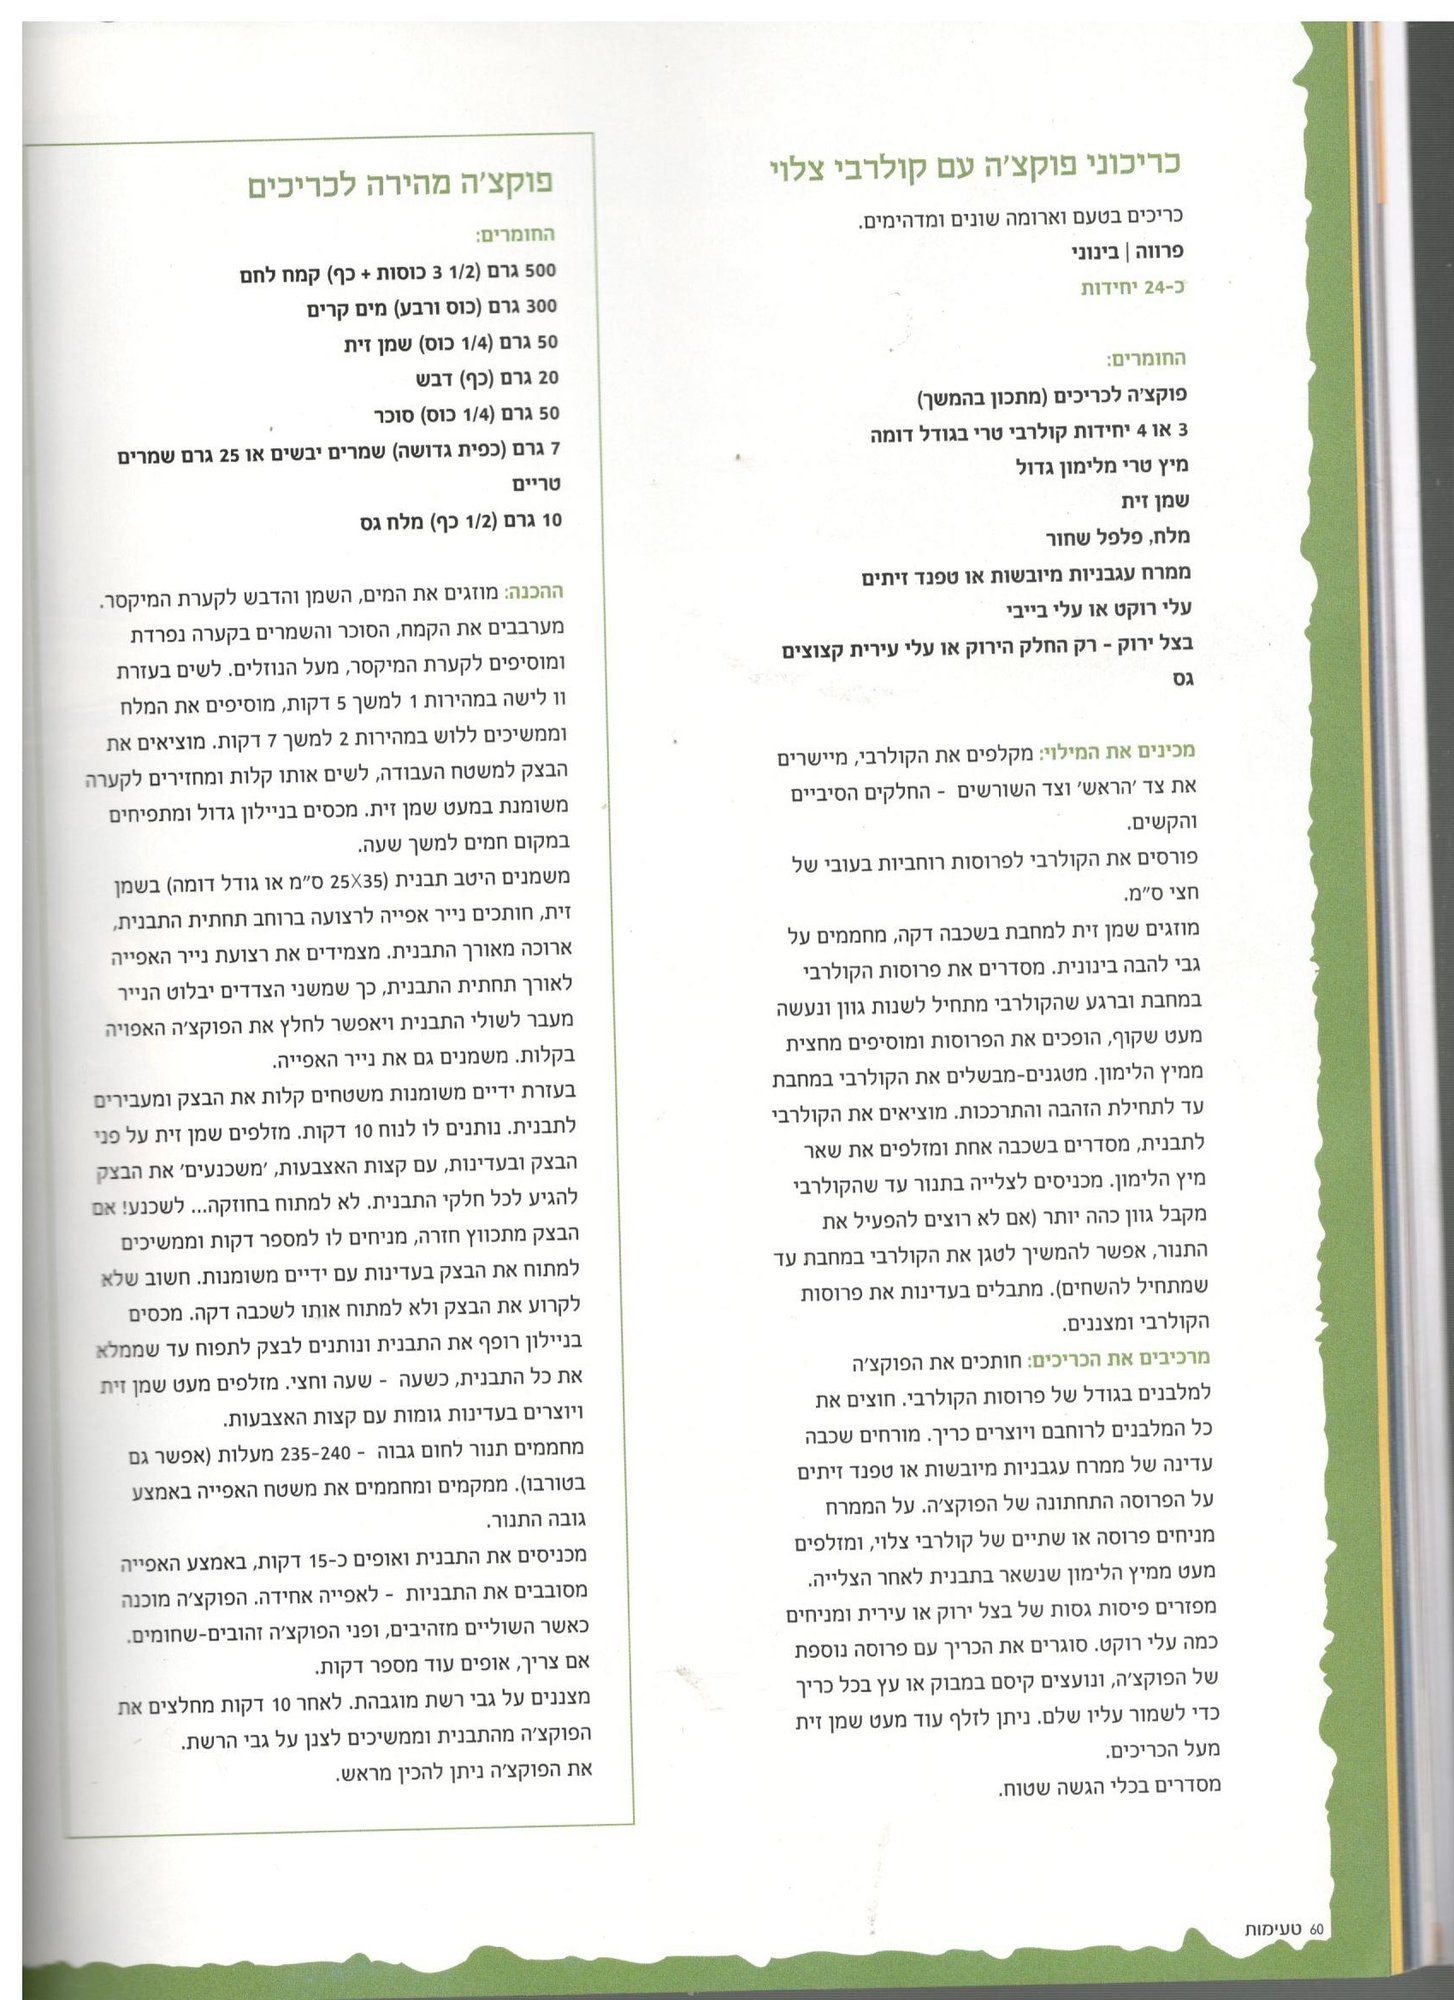 כריכוני פוקצ'ה עם קולרבי צלוי
כריכים בטעם וארומה שונים ומדהימים.
פרווה | בינוני
כ-24 יחידות
החומרים:
פוקצ'ה לכריכים (מתכון בהמשך)
3 או 4 יחידות קולרבי טרי בגודל דומה
מיץ טרי מלימון גדול
שמן זית
מלח, פלפל שחור
ממרח עגבניות מיובשות או טפנד זיתים
עלי רוקט או עלי בייבי
בצל ירוק - רק החלק הירוק או עלי עירית קצוצים
גס
מכינים את המילוי: מקלפים את הקולרבי, מיישרים
את צד 'הראש' וצד השורשים - החלקים הסיביים
והקשים.
פורסים את הקולרבי לפרוסות רוחביות בעובי של
חצי ס"מ.
מוזגים שמן זית למחבת בשכבה דקה, מחממים על
גבי להבה בינונית. מסדרים את פרוסות הקולרבי
במחבת וברגע שהקולרבי מתחיל לשנות גוון ונעשה
מעט שקוף, הופכים את הפרוסות ומוסיפים מחצית
ממיץ הלימון. מטגנים-מבשלים את הקולרבי במחבת
עד לתחילת הזהבה והתרככות. מוציאים את הקולרבי
לתבנית, מסדרים בשכבה אחת ומזלפים את שאר
מיץ הלימון. מכניסים לצלייה בתנור עד שהקולרבי
מקבל גוון כהה יותר (אם לא רוצים להפעיל את
התנור, אפשר להמשיך לטגן את הקולרבי במחבת עד
שמתחיל להשחים). מתבלים בעדינות את פרוסות
הקולרבי ומצננים.
מרכיבים את הכריכים: חותכים את הפוקצ'ה
למלבנים בגודל של פרוסות הקולרבי. חוצים את
כל המלבנים לרוחבם ויוצרים כריך. מורחים שכבה
עדינה של ממרח עגבניות מיובשות או טפנד זיתים
על הפרוסה התחתונה של הפוקצ'ה. על הממרח
מניחים פרוסה או שתיים של קולרבי צלוי, ומזלפים
מעט ממיץ הלימון שנשאר בתבנית לאחר הצלייה.
מפזרים פיסות גסות של בצל ירוק או עירית ומניחים
כמה עלי רוקט. סוגרים את הכריך עם פרוסה נוספת
של הפוקצ'ה, ונועצים קיסם במבוק או עץ בכל כריך
כדי לשמור עליו שלם. ניתן לזלף עוד מעט שמן זית
מעל הכריכים.
מסדרים בכלי הגשה שטוח.
פוקצ'ה מהירה לכריכים
החומרים:
500 גרם (1/2 3 כוסות + כף) קמח לחם
300 גרם (כוס ורבע) מים קרים
50 גרם (1/4 כוס) שמן זית
20 גרם (כף) דבש
50 גרם (1/4 כוס) סוכר
7 גרם (כפית גדושה) שמרים יבשים או 25 גרם שמרים
טריים
10 גרם (1/2 כף) מלח גס
ההכנה: מוזגים את המים, השמן והדבש לקערת המיקסר.
מערבבים את הקמח, הסוכר והשמרים בקערה נפרדת
ומוסיפים לקערת המיקסר, מעל הנוזלים. לשים בעזרת
וו לישה במהירות 1 למשך 5 דקות, מוסיפים את המלח
וממשיכים ללוש במהירות 2 למשך 7 דקות. מוציאים את
הבצק למשטח העבודה, לשים אותו קלות ומחזירים לקערה
משומנת במעט שמן זית. מכסים בניילון גדול ומתפיחים
במקום חמים למשך שעה.
משמנים היטב תבנית (25X35 ס"מ או גודל דומה) בשמן
זית, חותכים נייר אפייה לרצועה ברוחב תחתית התבנית,
ארוכה מאורך התבנית. מצמידים את רצועת נייר האפייה
לאורך תחתית התבנית, כך שמשני הצדדים יבלוט הנייר
מעבר לשולי התבנית ויאפשר לחלץ את הפוקצ'ה האפויה
בקלות. משמנים גם את נייר האפייה.
בעזרת ידיים משומנות משטחים קלות את הבצק ומעבירים
לתבנית. נותנים לו לנוח 10 דקות. מזלפים שמן זית על פני
הבצק ובעדינות, עם קצות האצבעות, 'משכנעים' את הבצק
להגיע לכל חלקי התבנית. לא למתוח בחוזקה... לשכנע! אם
הבצק מתכווץ חזרה, מניחים לו למספר דקות וממשיכים
למתוח את הבצק בעדינות עם ידיים משומנות. חשוב שלא
לקרוע את הבצק ולא למתוח אותו לשכבה דקה. מכסים
בניילון רופף את התבנית ונותנים לבצק לתפוח עד שממלא
את כל התבנית, כשעה - שעה וחצי. מזלפים מעט שמן זית
ויוצרים בעדינות גומות עם קצות האצבעות.
מחממים תנור לחום גבוה - 235-240 מעלות (אפשר גם
בטורבו). ממקמים ומחממים את משטח האפייה באמצע
גובה התנור.
מכניסים את התבנית ואופים כ-15 דקות, באמצע האפייה
מסובבים את התבניות - לאפייה אחידה. הפוקצ'ה מוכנה
כאשר השוליים מזהיבים, ופני הפוקצ'ה זהובים-שחומים.
אם צריך, אופים עוד מספר דקות.
מצננים על גבי רשת מוגבהת. לאחר 10 דקות מחלצים את
הפוקצ'ה מהתבנית וממשיכים לצנן על גבי הרשת.
את הפוקצ'ה ניתן להכין מראש.
60 טעימות